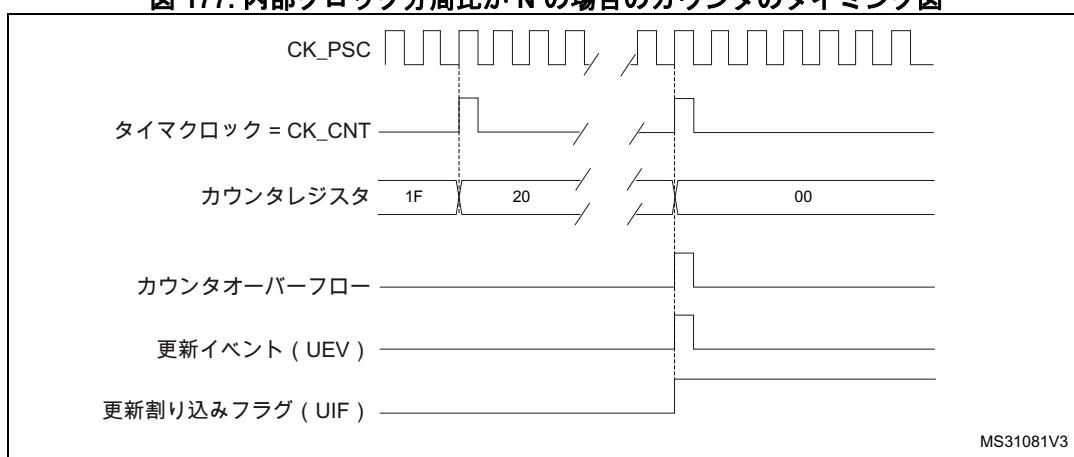 図 177. 内部クロック分周比が N の場合のカウンタのタイミング図
CK_PSC
タイマクロック = CK_CNT
カウンタレジスタ 1F 20 00
カウンタオーバーフロー
更新イベント ( UEV )
更新割り込みフラグ ( UIF )
MS31081V3